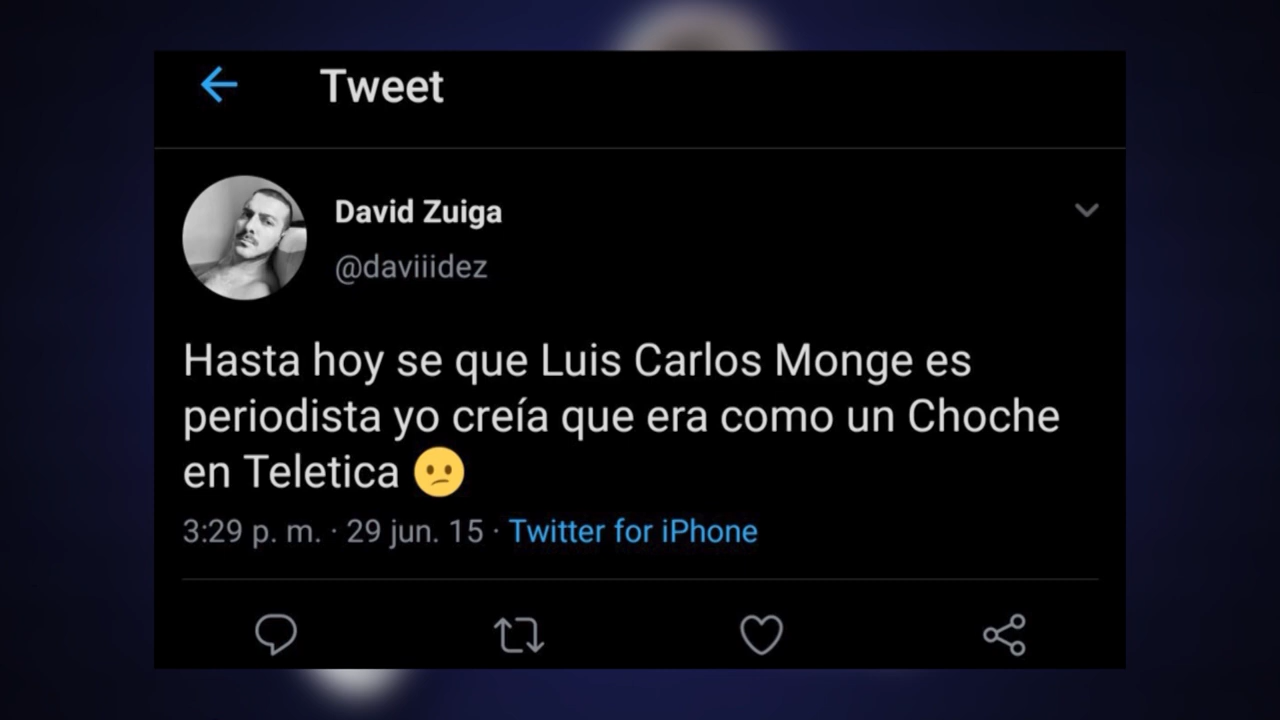 Tweet
David Zuiga
@daviiidez
Hasta hoy se que Luis Carlos Monge es
periodista yo creía que era como un Choche
en Teletica 😕
3:29 p. m. · 29 jun. 15 · Twitter for iPhone